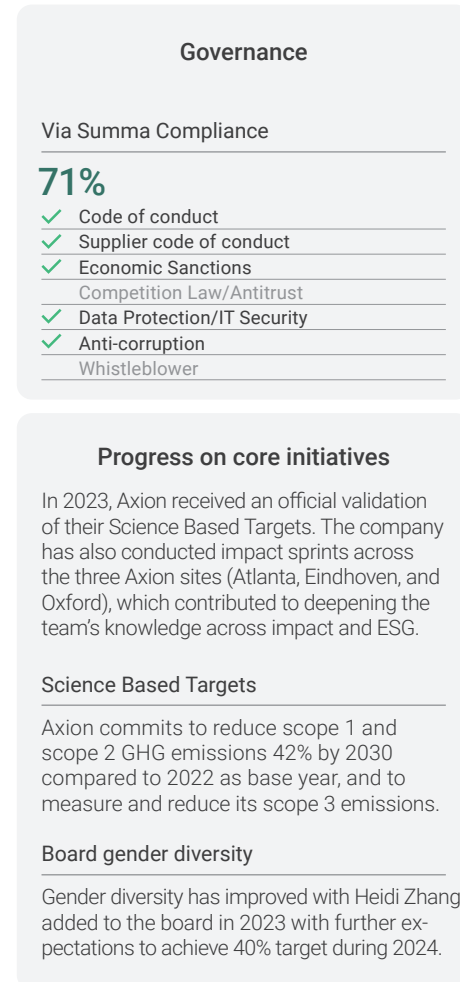 Governance
Via Summa Compliance
71%
Code of conduct
Supplier code of conduct
Economic Sanctions
Competition Law/Antitrust
Data Protection/IT Security
Anti-corruption
Whistleblower
Progress on core initiatives
In 2023, Axion received an official validation
of their Science Based Targets. The company
has also conducted impact sprints across
the three Axion sites (Atlanta, Eindhoven, and
Oxford), which contributed to deepening the
team's knowledge across impact and ESG.
Science Based Targets
Axion commits to reduce scope 1 and
scope 2 GHG emissions 42% by 2030
compared to 2022 as base year, and to
measure and reduce its scope 3 emissions.
Board gender diversity
Gender diversity has improved with Heidi Zhang
added to the board in 2023 with further ex-
pectations to achieve 40% target during 2024.